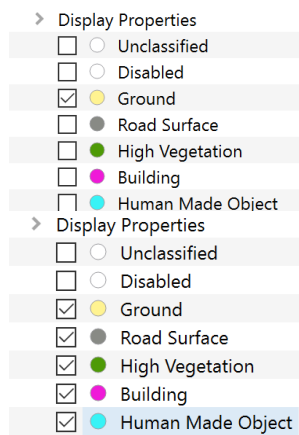 Display Properties
Unclassified
Disabled
Ground
Road Surface
High Vegetation
Building
Human Made Object
Display Properties
Unclassified
Disabled
Ground
Road Surface
High Vegetation
Building
Human Made Object